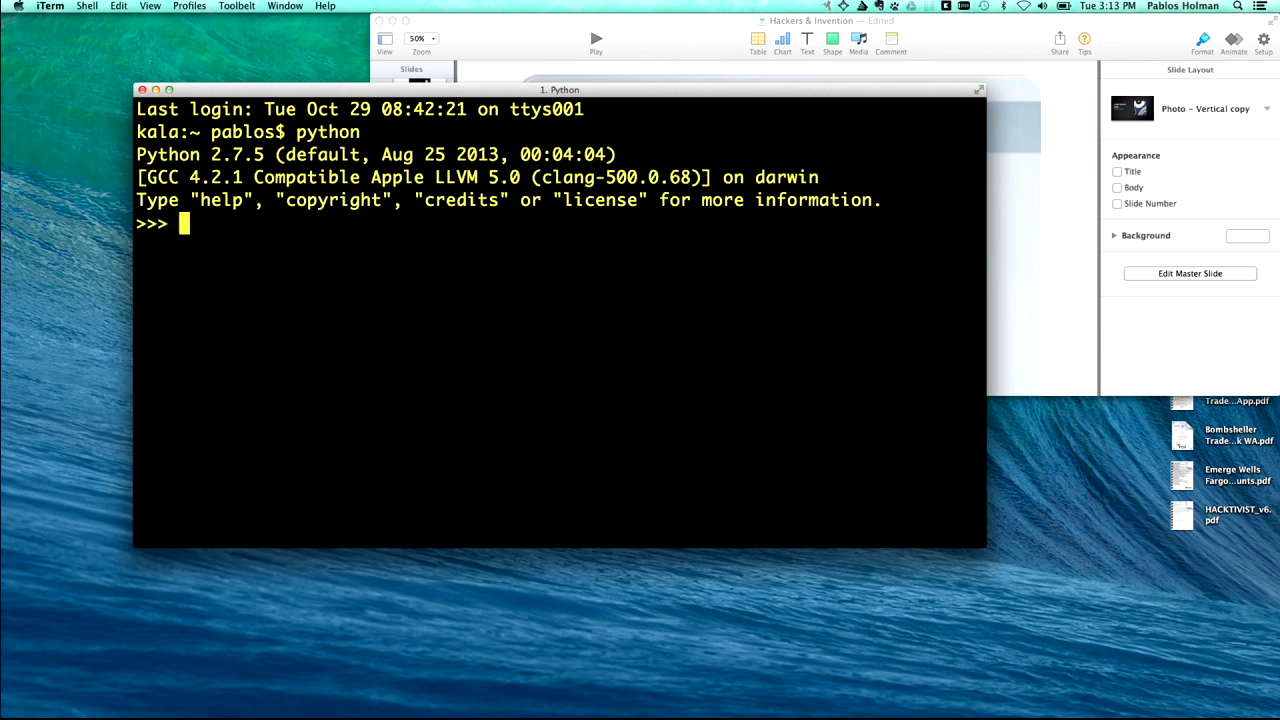 iTerm Shell Edit View Profiles Toolbelt Window Help
Tue 3:13 PM Pablos Holman
Hackers & Invention — Edited
View
50%
Zoom
Play
Table
Chart
Text
Shape
Media
Comment
Share
Tips
Format
Animate
Setup
Slides
Slide Layout
Photo - Vertical copy
Appearance
Title
Body
Slide Number
Background
Edit Master Slide
1. Python
Last login: Tue Oct 29 08:42:21 on ttys001
kala:~ pablos$ python
Python 2.7.5 (default, Aug 25 2013, 00:04:04)
[GCC 4.2.1 Compatible Apple LLVM 5.0 (clang-500.0.68)] on darwin
Type "help", "copyright", "credits" or "license" for more information.
>>>
Trade...App.pdf
Bombsheller
Trade...k WA.pdf
Emerge Wells
Fargo...unts.pdf
HACKTIVIST_v6.
pdf